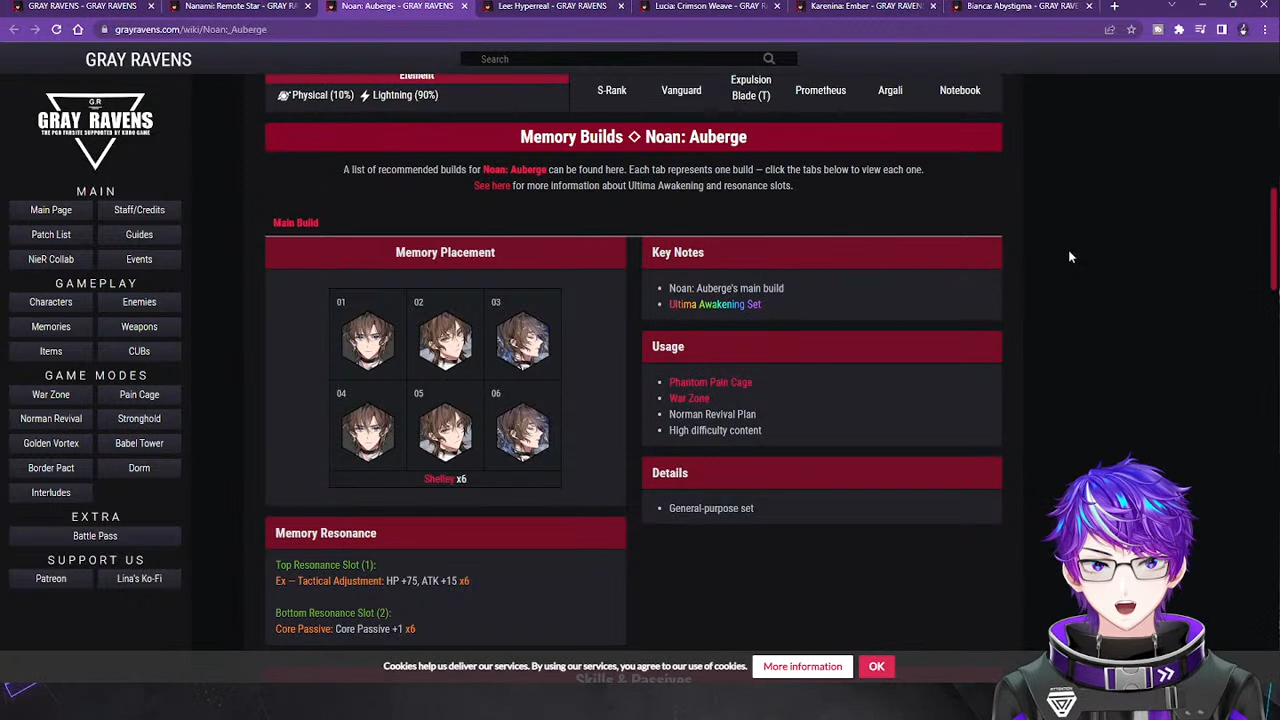 GRAY RAVENS
Nanami: Remote Star - GRAY RA
Noan: Auberge - GRAY RAVENS
Lee: Hyperreal - GRAY RAVENS
Lucia: Crimson Weave - GRAY RAV
Karenina: Ember - GRAY RAVENS
Bianca: Abystigma - GRAY RAVEN
grayravens.com/wiki/Noan:_Auberge
GRAY RAVENS
Search
G.R
GRAY RAVENS
THE PGR FANSITE SUPPORTED BY KURO GAME
MAIN
Main Page
Staff/Credits
Patch List
Guides
NieR Collab
Events
GAMEPLAY
Characters
Enemies
Memories
Weapons
Items
CUBs
GAME MODES
War Zone
Pain Cage
Norman Revival
Stronghold
Golden Vortex
Babel Tower
Border Pact
Dorm
Interludes
EXTRA
Battle Pass
SUPPORT US
Patreon
Lina's Ko-Fi
Element
Physical (10%) Lightning (90%)
S-Rank
Vanguard
Expulsion
Blade (T)
Prometheus
Argali
Notebook
Memory Builds ◇ Noan: Auberge
A list of recommended builds for Noan: Auberge can be found here. Each tab represents one build — click the tabs below to view each one.
See here for more information about Ultima Awakening and resonance slots.
Main Build
Memory Placement
01
02
03
04
05
06
Shelley x6
Memory Resonance
Top Resonance Slot (1):
Ex — Tactical Adjustment: HP +75, ATK +15 x6
Bottom Resonance Slot (2):
Core Passive: Core Passive +1 x6
Key Notes
• Noan: Auberge's main build
• Ultima Awakening Set
Usage
• Phantom Pain Cage
• War Zone
• Norman Revival Plan
• High difficulty content
Details
• General-purpose set
Skills & Passives
Cookies help us deliver our services. By using our services, you agree to our use of cookies.
More information
OK